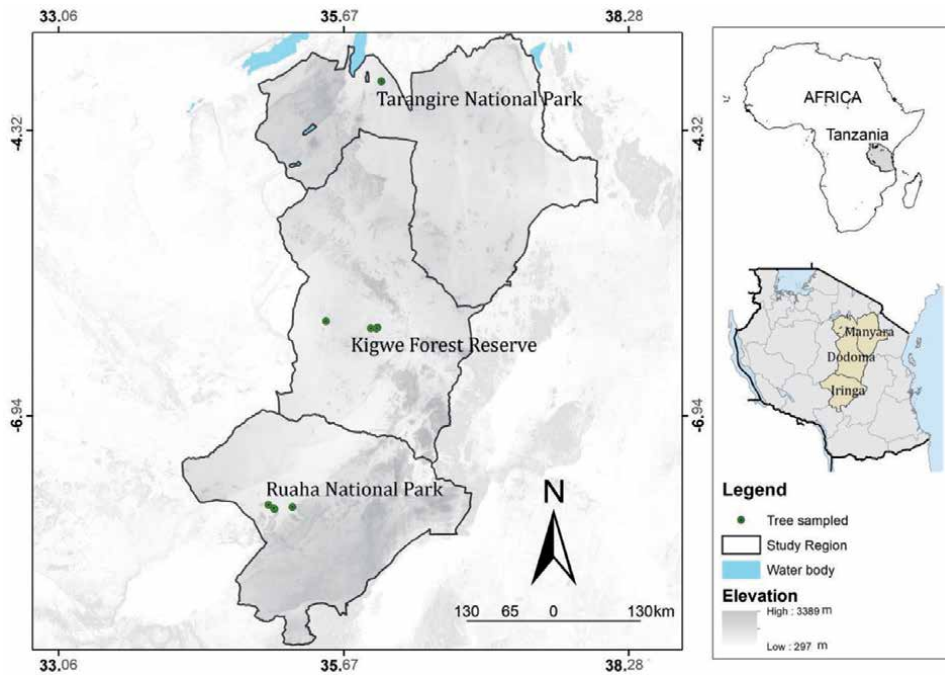 33.06 35.67 38.28
-4.32 -4.32
Tarangire National Park
Kigwe Forest Reserve
-6.94 -6.94
Ruaha National Park
N
130 65 0 130km
33.06 35.67 38.28
AFRICA
Tanzania
Manyara
Dodoma
Iringa
Legend
Tree sampled
Study Region
Water body
Elevation
High : 3389 m
Low : 297 m